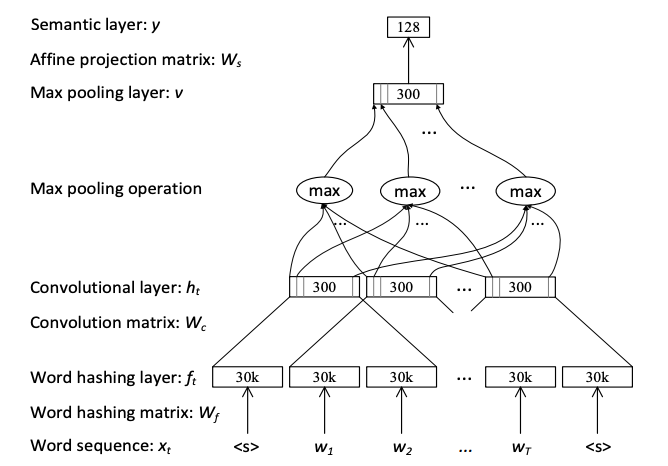 Semantic layer: y
128
Affine projection matrix: Ws
Max pooling layer: v
300
...
Max pooling operation
max max ... max
... ... ...
Convolutional layer: ht
300 300 ... 300
Convolution matrix: Wc
Word hashing layer: ft
30k 30k 30k ... 30k 30k
Word hashing matrix: Wf
Word sequence: xt
<s> w1 w2 ... wT <s>